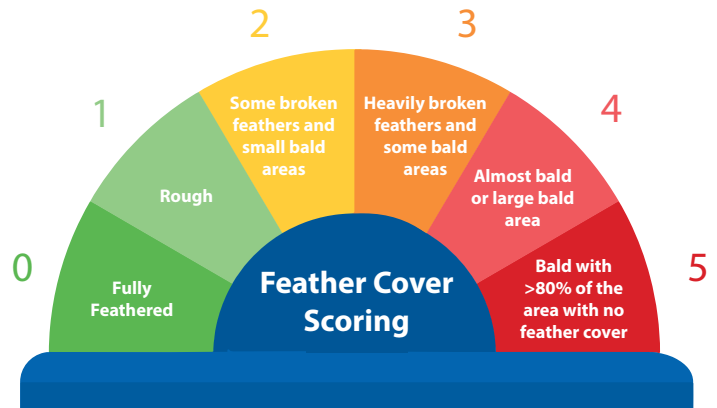 0
Fully
Feathered
1
Rough
2
Some broken
feathers and
small bald
areas
3
Heavily broken
feathers and
some bald
areas
4
Almost bald
or large bald
area
5
Bald with
>80% of the
area with no
feather cover
Feather Cover
Scoring